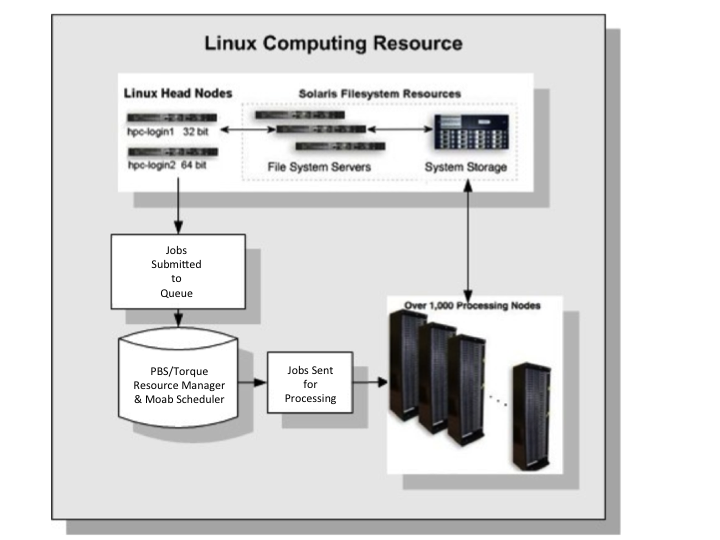 Linux Computing Resource
Linux Head Nodes
Solaris Filesystem Resources
hpc-login1 32 bit
hpc-login2 64 bit
File System Servers
System Storage
Jobs
Submitted
to
Queue
Over 1,000 Processing Nodes
PBS/Torque
Resource Manager
& Moab Scheduler
Jobs Sent
for
Processing